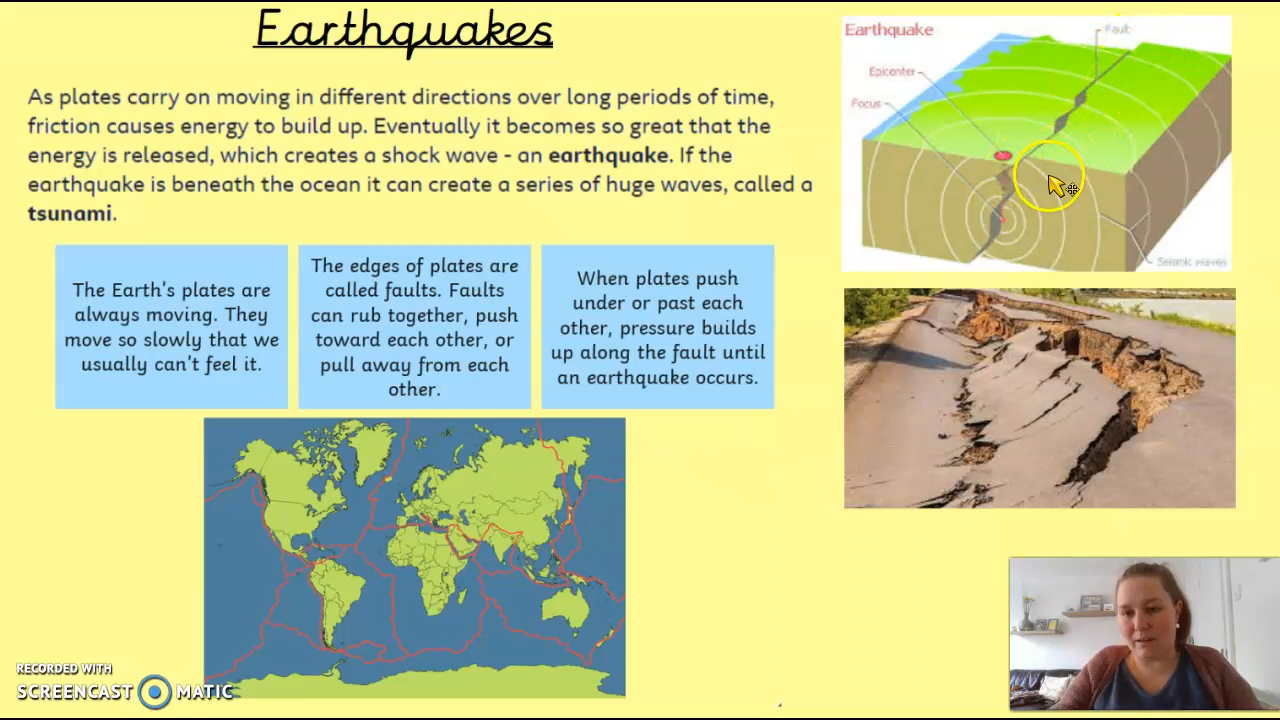 Earthquakes
As plates carry on moving in different directions over long periods of time,
friction causes energy to build up. Eventually it becomes so great that the
energy is released, which creates a shock wave - an earthquake. If the
earthquake is beneath the ocean it can create a series of huge waves, called a
tsunami.
The Earth's plates are
always moving. They
move so slowly that we
usually can't feel it.
The edges of plates are
called faults. Faults
can rub together, push
toward each other, or
pull away from each
other.
When plates push
under or past each
other, pressure builds
up along the fault until
an earthquake occurs.
Earthquake
Fault
Epicenter
Focus
Seismic waves
RECORDED WITH
SCREENCAST MATIC